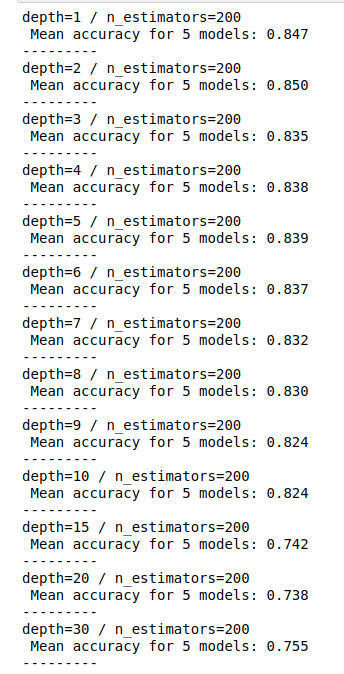 depth=1 / n_estimators=200
Mean accuracy for 5 models: 0.847
---------
depth=2 / n_estimators=200
Mean accuracy for 5 models: 0.850
---------
depth=3 / n_estimators=200
Mean accuracy for 5 models: 0.835
---------
depth=4 / n_estimators=200
Mean accuracy for 5 models: 0.838
---------
depth=5 / n_estimators=200
Mean accuracy for 5 models: 0.839
---------
depth=6 / n_estimators=200
Mean accuracy for 5 models: 0.837
---------
depth=7 / n_estimators=200
Mean accuracy for 5 models: 0.832
---------
depth=8 / n_estimators=200
Mean accuracy for 5 models: 0.830
---------
depth=9 / n_estimators=200
Mean accuracy for 5 models: 0.824
---------
depth=10 / n_estimators=200
Mean accuracy for 5 models: 0.824
---------
depth=15 / n_estimators=200
Mean accuracy for 5 models: 0.742
---------
depth=20 / n_estimators=200
Mean accuracy for 5 models: 0.738
---------
depth=30 / n_estimators=200
Mean accuracy for 5 models: 0.755
---------